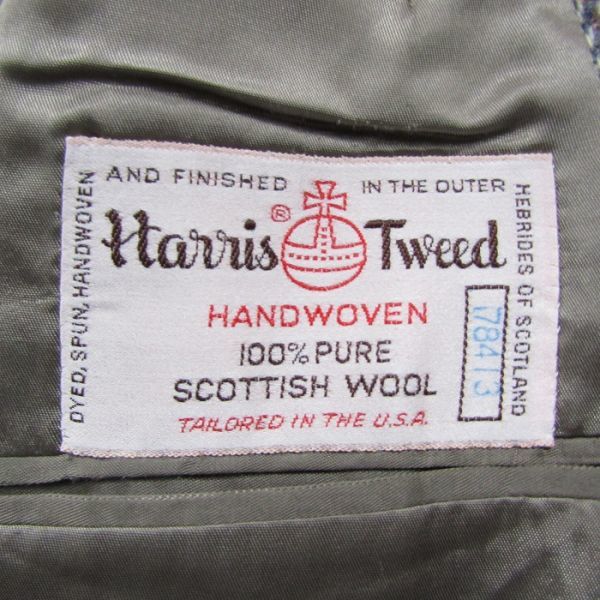 DYED, SPUN, HANDWOVEN
AND FINISHED IN THE OUTER
HEBRIDES OF SCOTLAND
Harris ® Tweed
HANDWOVEN
100% PURE
SCOTTISH WOOL
TAILORED IN THE U.S.A.
178413